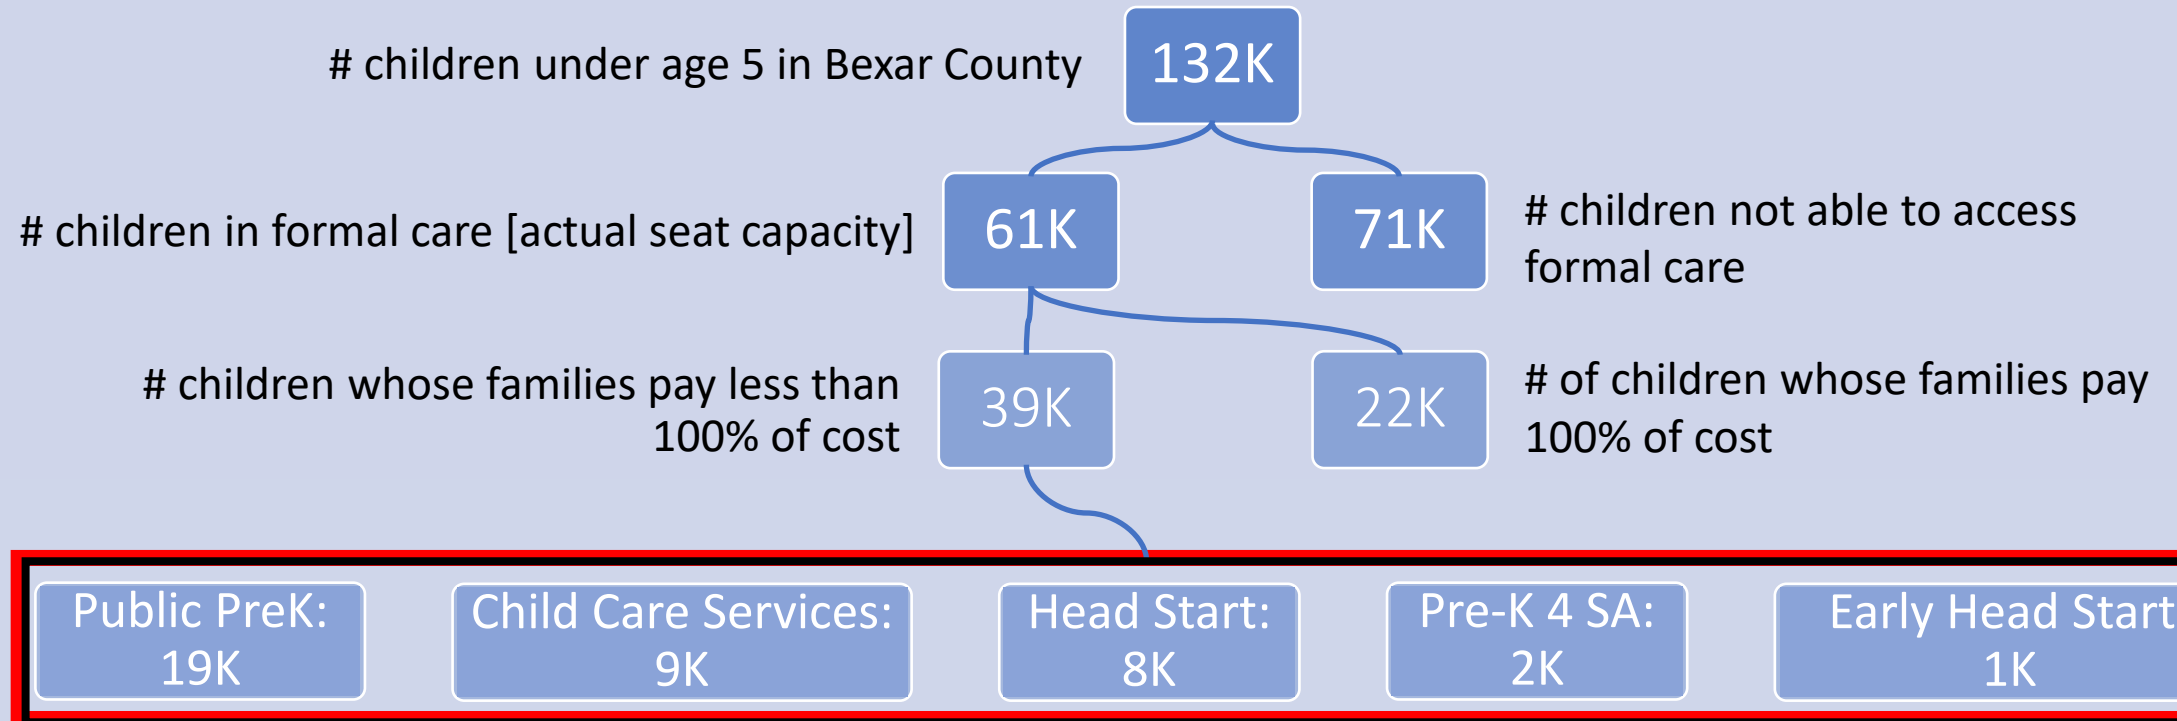 # children under age 5 in Bexar County
132K
# children in formal care [actual seat capacity]
61K
71K
# children not able to access
formal care
# children whose families pay less than
100% of cost
39K
22K
# of children whose families pay
100% of cost
Public PreK:
19K
Child Care Services:
9K
Head Start:
8K
Pre-K 4 SA:
2K
Early Head Start
1K